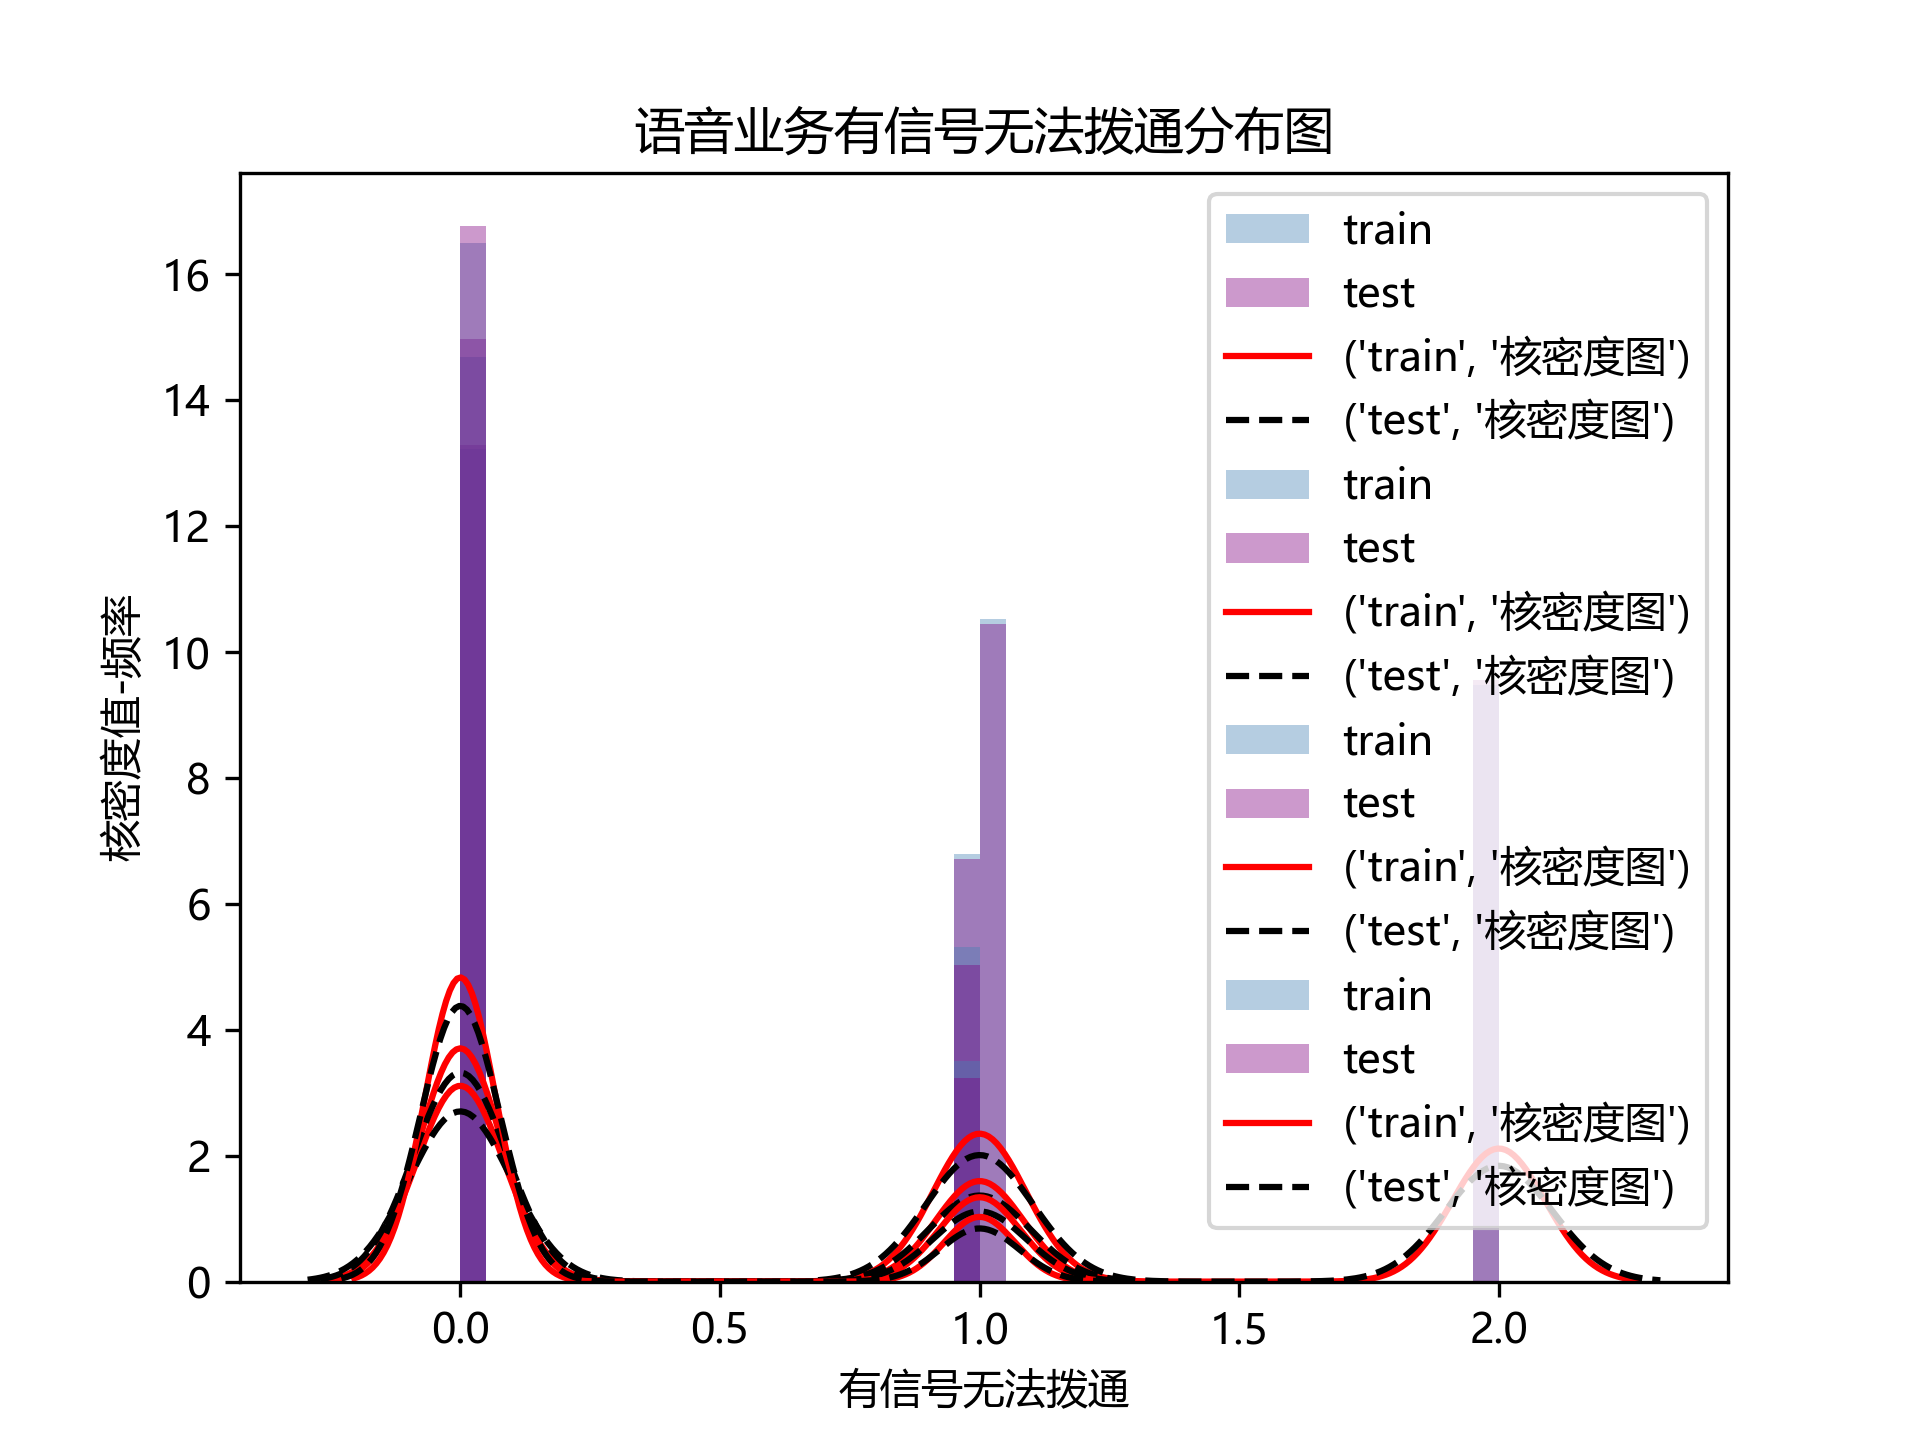 语音业务有信号无法拨通分布图
核密度值-频率
16
14
12
10
8
6
4
2
0
0.0
0.5
1.0
1.5
2.0
有信号无法拨通
train
test
('train', '核密度图')
('test', '核密度图')
train
test
('train', '核密度图')
('test', '核密度图')
train
test
('train', '核密度图')
('test', '核密度图')
train
test
('train', '核密度图')
('test', '核密度图')